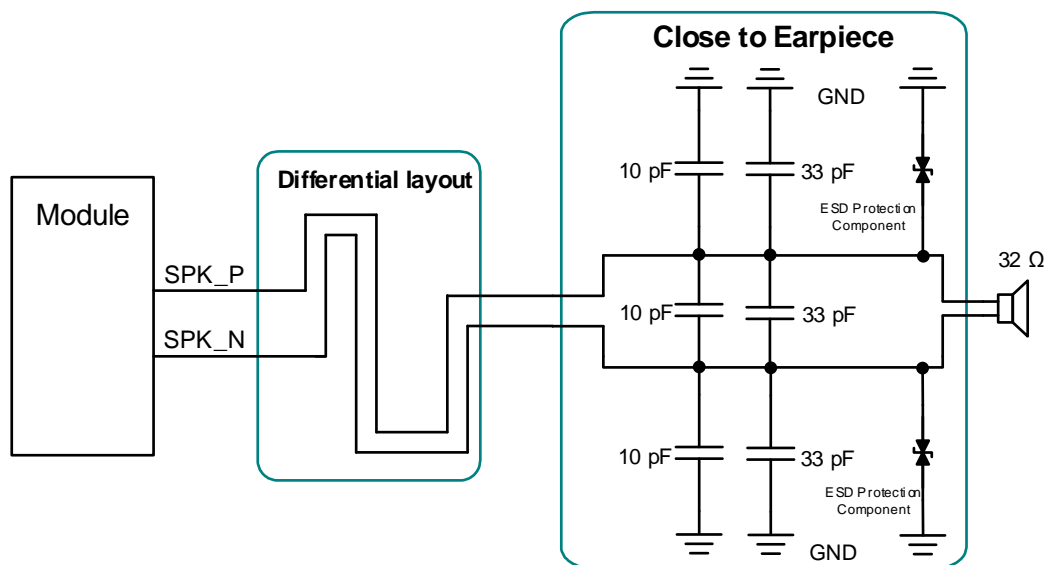 Close to Earpiece
GND
10 pF
33 pF
ESD Protection
Component
Differential layout
Module
SPK_P
SPK_N
10 pF
33 pF
32 Ω
10 pF
33 pF
ESD Protection
Component
GND